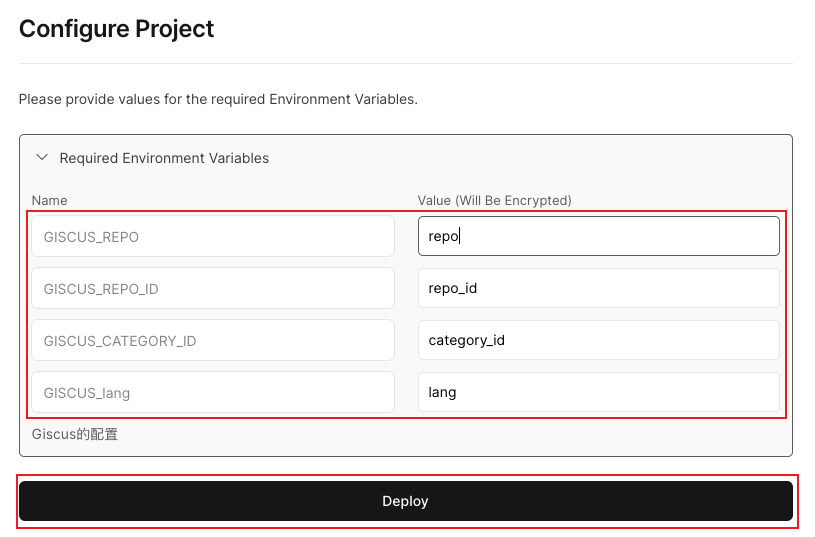 Configure Project
Please provide values for the required Environment Variables.
Required Environment Variables
Name Value (Will Be Encrypted)
GISCUS_REPO repo
GISCUS_REPO_ID repo_id
GISCUS_CATEGORY_ID category_id
GISCUS_lang lang
Giscus的配置
Deploy